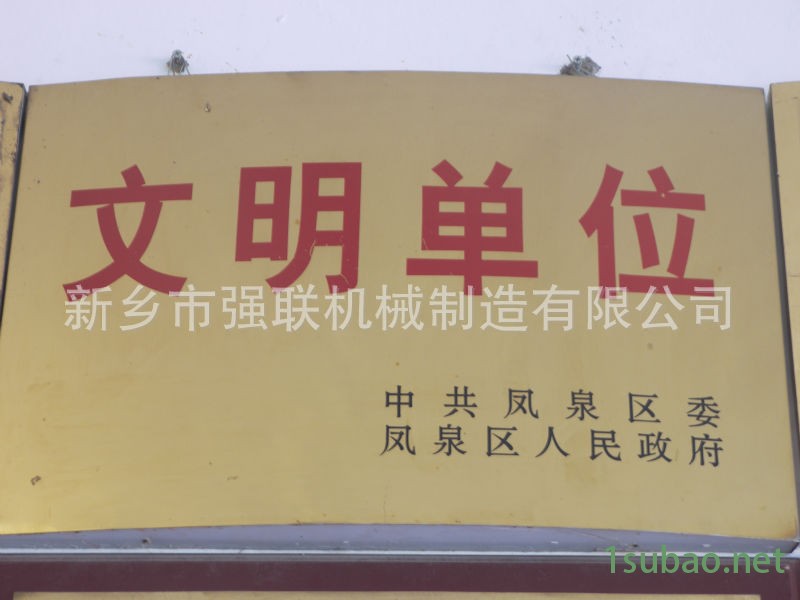 文明单位
新乡市强联机械制造有限公司
中共凤泉区委
凤泉区人民政府
1subao.net